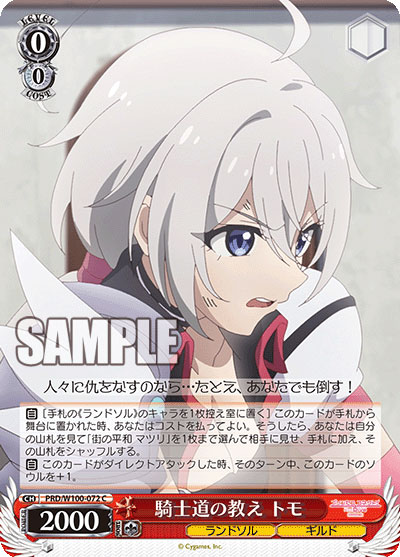 LEVEL
0
0
COST
SAMPLE
人々に仇をなすのなら…たとえ、あなたでも倒す！
自 ［手札の《ランドソル》のキャラを1枚控え室に置く］ このカードが手札から
舞台に置かれた時、あなたはコストを払ってよい。そうしたら、あなたは自分
の山札を見て「街の平和 マツリ」を1枚まで選んで相手に見せ、手札に加え、そ
の山札をシャッフルする。
自 このカードがダイレクトアタックした時、そのターン中、このカードのソ
ウルを＋1。
CH PRD/W100-072 C
2000
騎士道の教え トモ
ランドソル
ギルド
© Cygames, Inc.